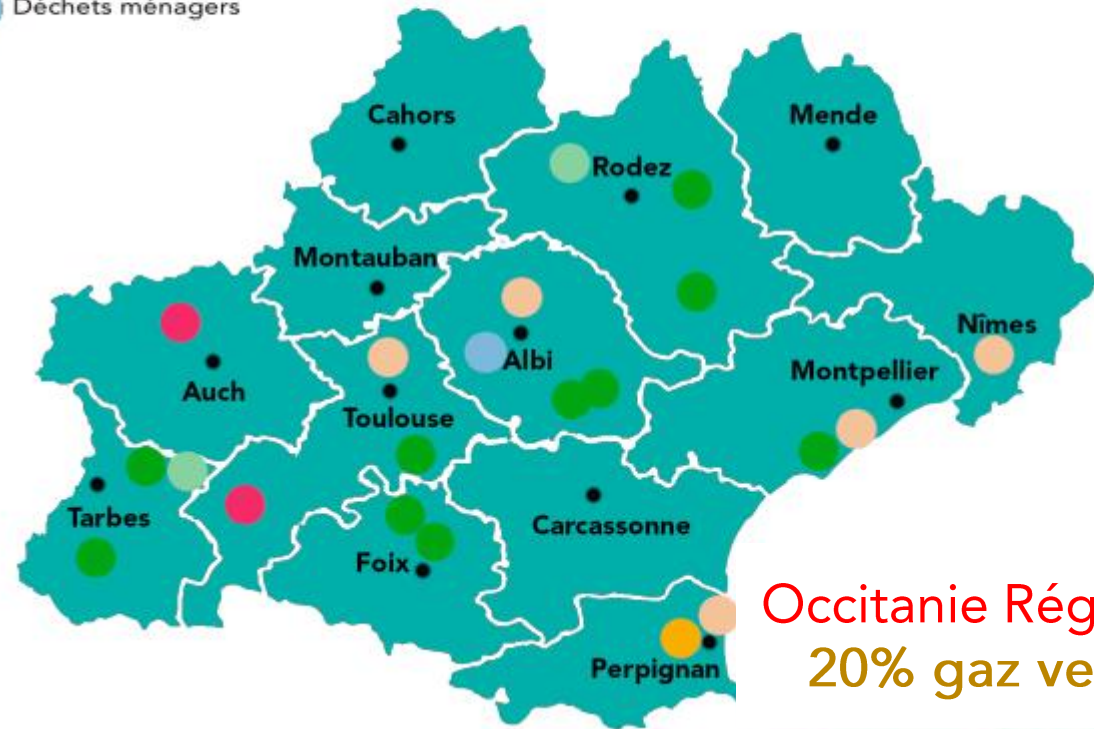 Déchets ménagers
Cahors
Mende
Rodez
Montauban
Nîmes
Albi
Montpellier
Auch
Toulouse
Tarbes
Carcassonne
Foix
Occitanie Rég
20% gaz ve
Perpignan